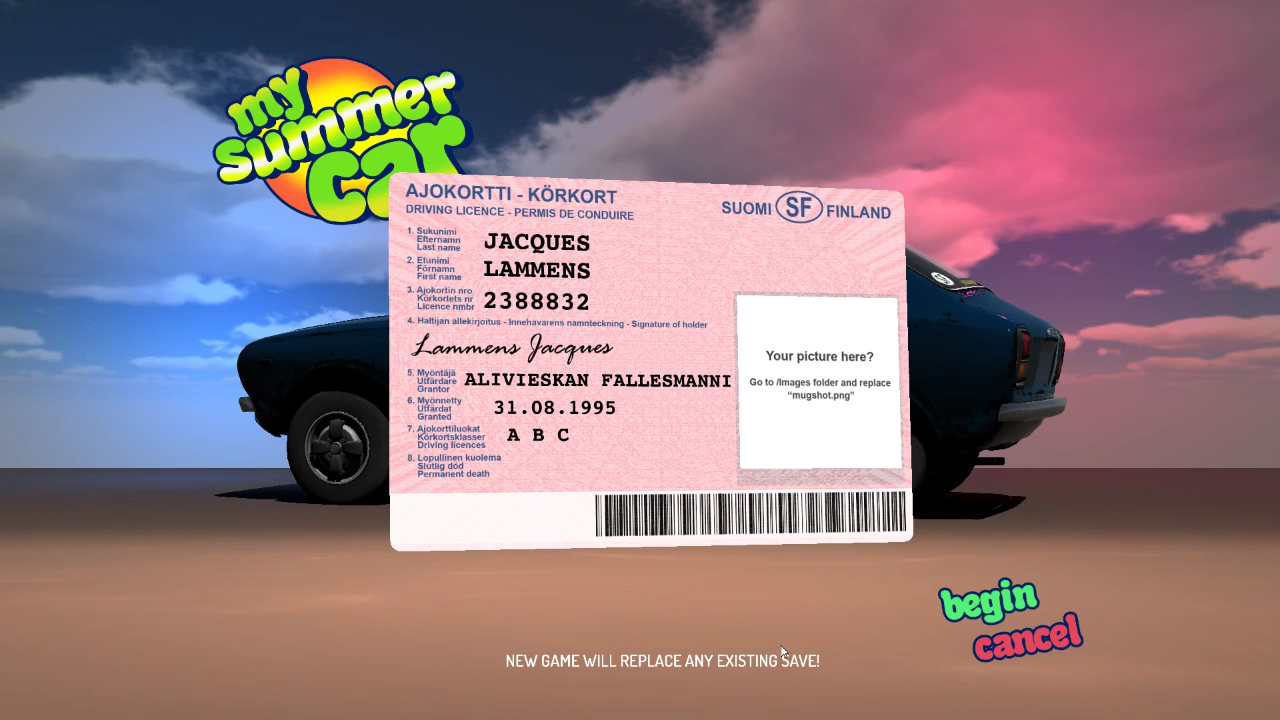 my
summer
car
AJOKORTTI - KÖRKORT
DRIVING LICENCE - PERMIS DE CONDUIRE
SUOMI SF FINLAND
1. Sukunimi
Efternamn
Last name
JACQUES
2. Etunimi
Förnamn
First name
LAMMENS
3. Ajokortin nro
Körkortets nr
Licence nmbr
2388832
4. Haltijan allekirjoitus - Innehavarens namnteckning - Signature of holder
Lammens Jacques
5. Myöntäjä
Utfärdare
Grantor
ALIVIESKAN FALLESMANNI
6. Myönnetty
Utfärdat
Granted
31.08.1995
7. Ajokorttiluokat
Körkortsklasser
Driving licences
A B C
8. Lopullinen kuolema
Slutlig död
Permanent death
Your picture here?
Go to /Images folder and replace
"mugshot.png"
begin
cancel
NEW GAME WILL REPLACE ANY EXISTING SAVE!